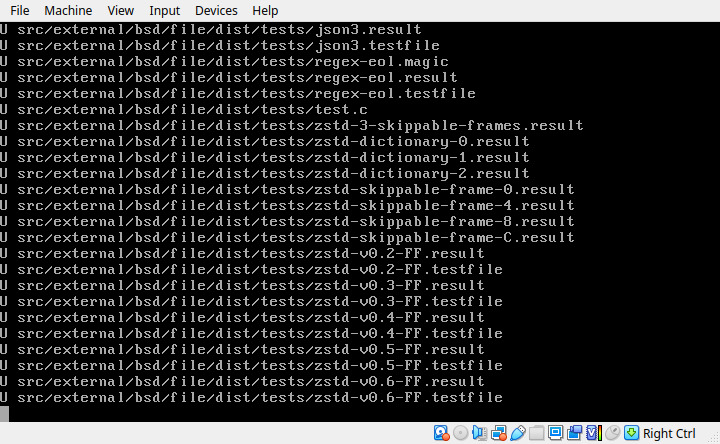 File Machine View Input Devices Help
U src/external/bsd/file/dist/tests/json3.result
U src/external/bsd/file/dist/tests/json3.testfile
U src/external/bsd/file/dist/tests/regex-eol.magic
U src/external/bsd/file/dist/tests/regex-eol.result
U src/external/bsd/file/dist/tests/regex-eol.testfile
U src/external/bsd/file/dist/tests/test.c
U src/external/bsd/file/dist/tests/zstd-3-skippable-frames.result
U src/external/bsd/file/dist/tests/zstd-dictionary-0.result
U src/external/bsd/file/dist/tests/zstd-dictionary-1.result
U src/external/bsd/file/dist/tests/zstd-dictionary-2.result
U src/external/bsd/file/dist/tests/zstd-skippable-frame-0.result
U src/external/bsd/file/dist/tests/zstd-skippable-frame-4.result
U src/external/bsd/file/dist/tests/zstd-skippable-frame-8.result
U src/external/bsd/file/dist/tests/zstd-skippable-frame-C.result
U src/external/bsd/file/dist/tests/zstd-v0.2-FF.result
U src/external/bsd/file/dist/tests/zstd-v0.2-FF.testfile
U src/external/bsd/file/dist/tests/zstd-v0.3-FF.result
U src/external/bsd/file/dist/tests/zstd-v0.3-FF.testfile
U src/external/bsd/file/dist/tests/zstd-v0.4-FF.result
U src/external/bsd/file/dist/tests/zstd-v0.4-FF.testfile
U src/external/bsd/file/dist/tests/zstd-v0.5-FF.result
U src/external/bsd/file/dist/tests/zstd-v0.5-FF.testfile
U src/external/bsd/file/dist/tests/zstd-v0.6-FF.result
U src/external/bsd/file/dist/tests/zstd-v0.6-FF.testfile
Right Ctrl